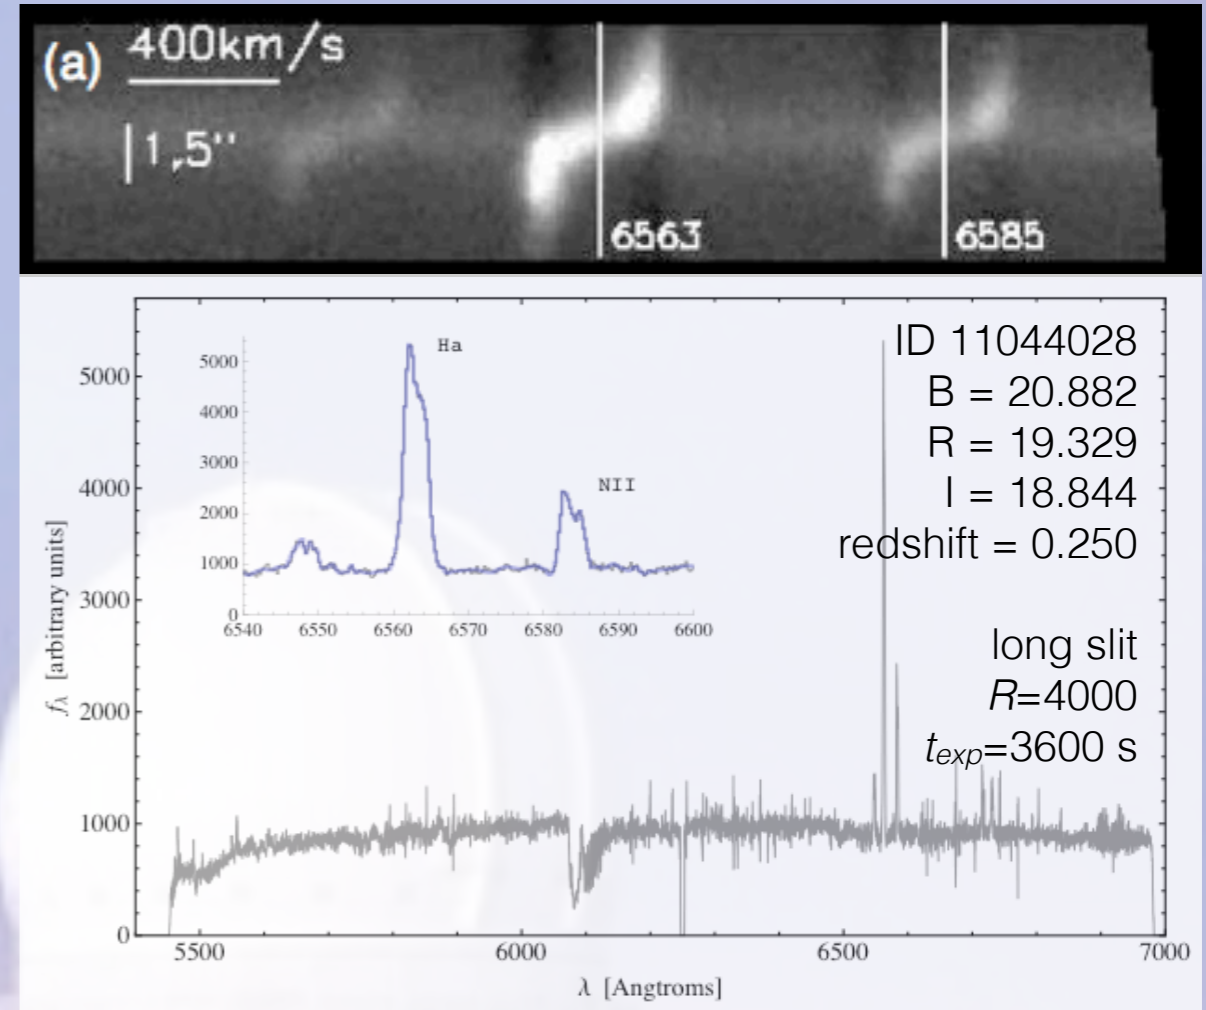 (a) 400km/s
1,5''
6563 6585
ID 11044028
B = 20.882
R = 19.329
I = 18.844
redshift = 0.250
long slit
R=4000
texp=3600 s
Ha
NII
5000
4000
3000
2000
1000
0
6540 6550 6560 6570 6580 6590 6600
fλ [arbitrary units]
5000
4000
3000
2000
1000
0
5500 6000 6500 7000
λ [Angtroms]